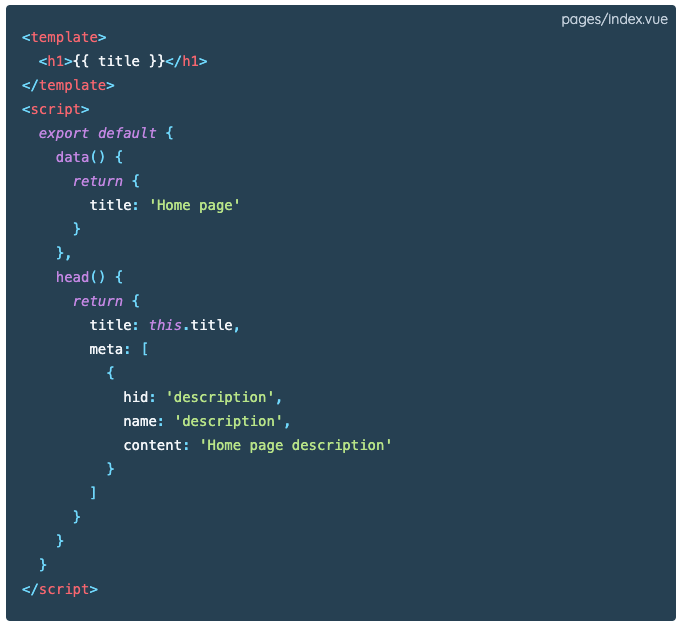 pages/index.vue
<template>
  <h1>{{ title }}</h1>
</template>
<script>
  export default {
    data() {
      return {
        title: 'Home page'
      }
    },
    head() {
      return {
        title: this.title,
        meta: [
          {
            hid: 'description',
            name: 'description',
            content: 'Home page description'
          }
        ]
      }
    }
  }
</script>